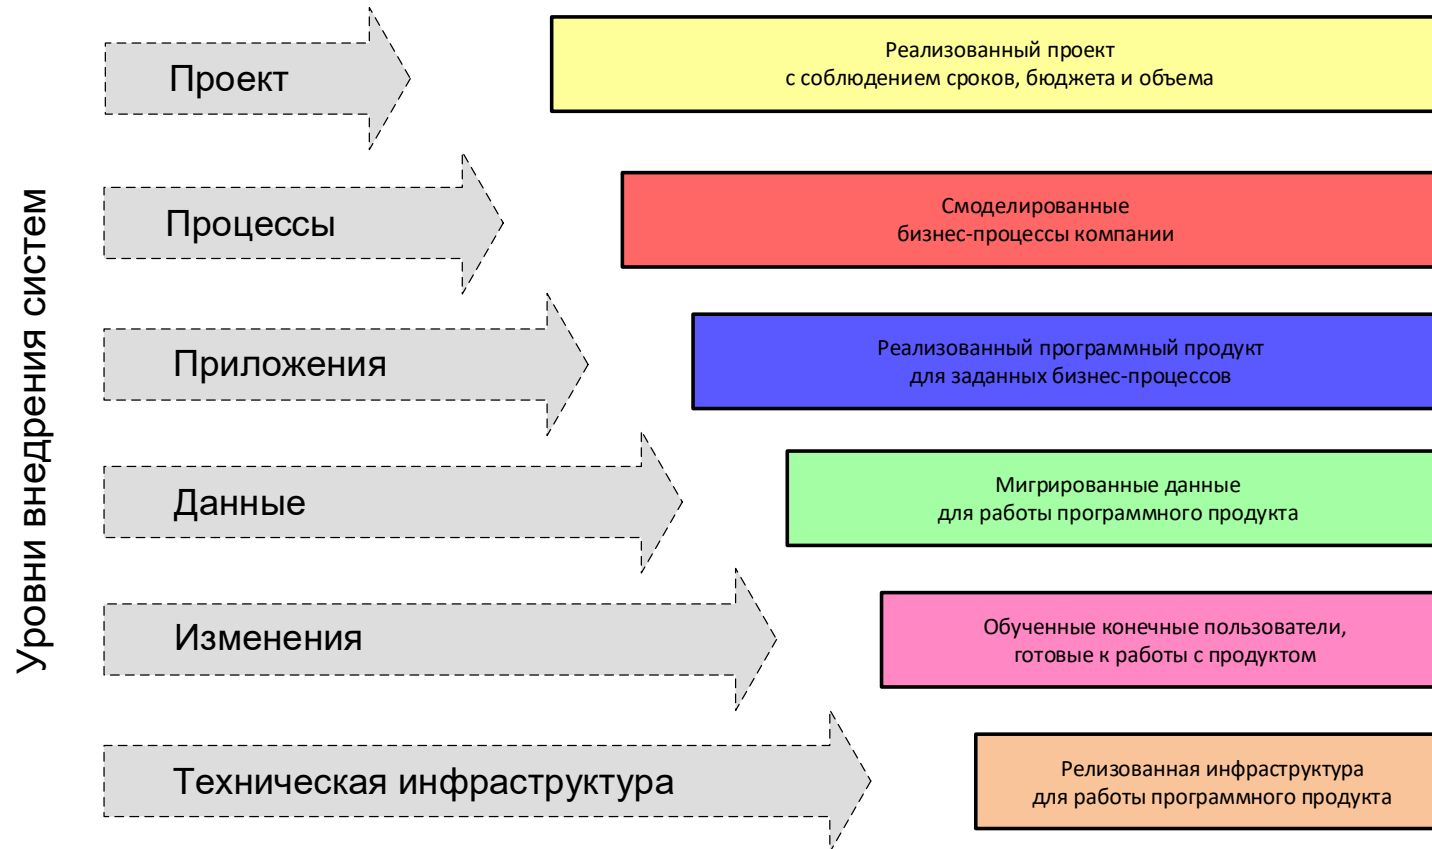 Уровни внедрения систем
Проект
Реализованный проект
с соблюдением сроков, бюджета и объема
Процессы
Смоделированные
бизнес-процессы компании
Приложения
Реализованный программный продукт
для заданных бизнес-процессов
Данные
Мигрированные данные
для работы программного продукта
Изменения
Обученные конечные пользователи,
готовые к работы с продуктом
Техническая инфраструктура
Релизованная инфраструктура
для работы программного продукта